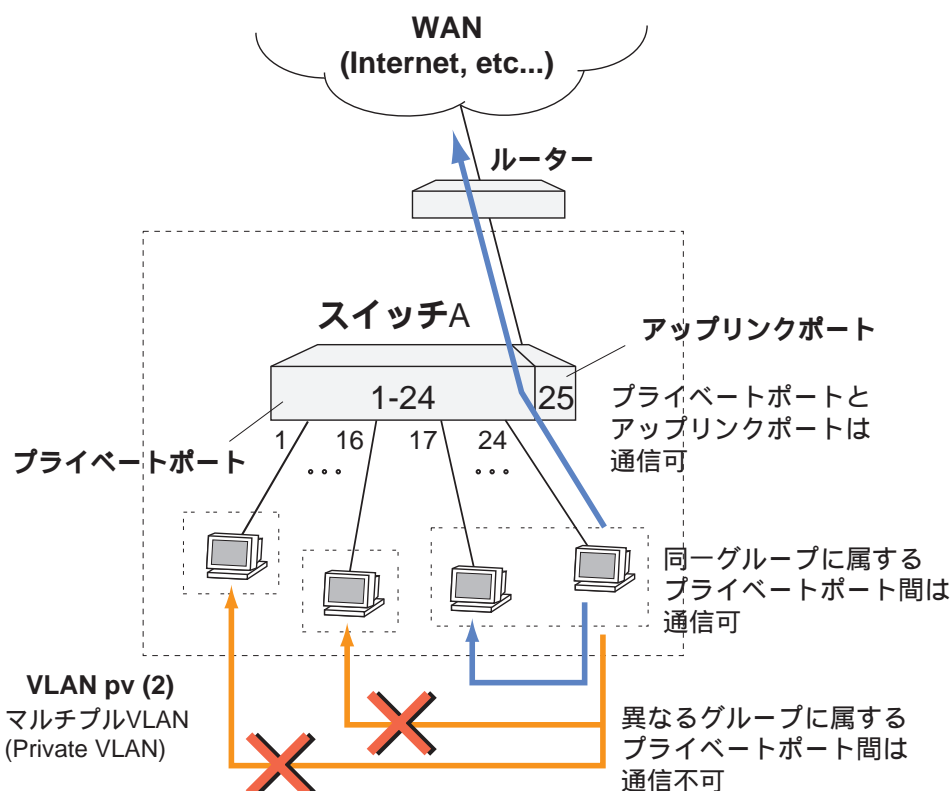 WAN
(Internet, etc...)
ルーター
スイッチA
アップリンクポート
1-24
25
プライベートポートと
アップリンクポートは
通信可
1
16
17
24
プライベートポート
同一グループに属する
プライベートポート間は
通信可
VLAN pv (2)
マルチプルVLAN
(Private VLAN)
異なるグループに属する
プライベートポート間は
通信不可